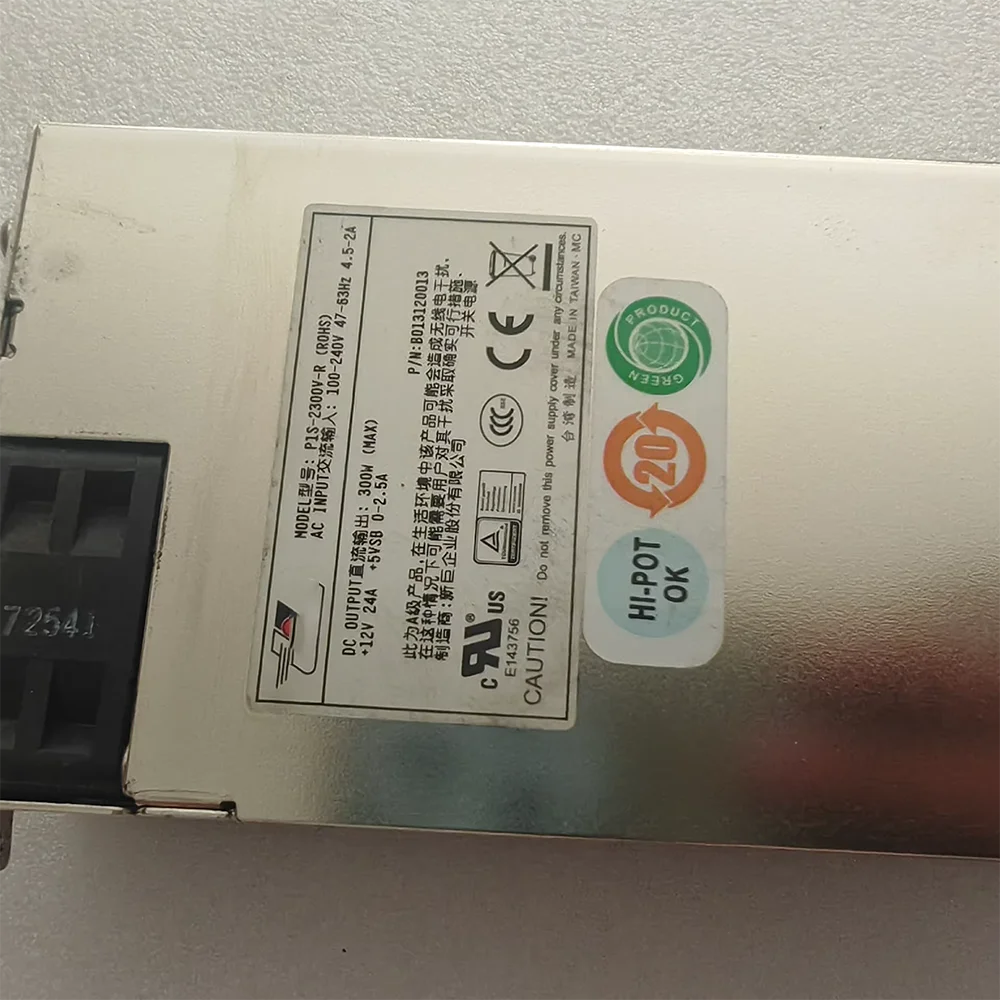 MODEL型号: P1S-2300V-R (ROHS)
AC INPUT交流输入: 100-240V 47-63Hz 4.5-2A
DC OUTPUT直流输出: 300W (MAX)
+12V 24A +5VSB 0-2.5A
P/N:B013120013
此为A级产品,在生活环境中该产品可能会造成无线电干扰,
在这种情况下可能需要用户对其干扰采取确实可行措施、
制造商:新巨企业股份有限公司 开关电源
CCC
CE
c RU ® US
E143756
CAUTION! Do not remove this power supply cover under any circumstances.
台湾制造 MADE IN TAIWAN · MC
PRODUCT
GREEN
20
HI-POT
OK
72541